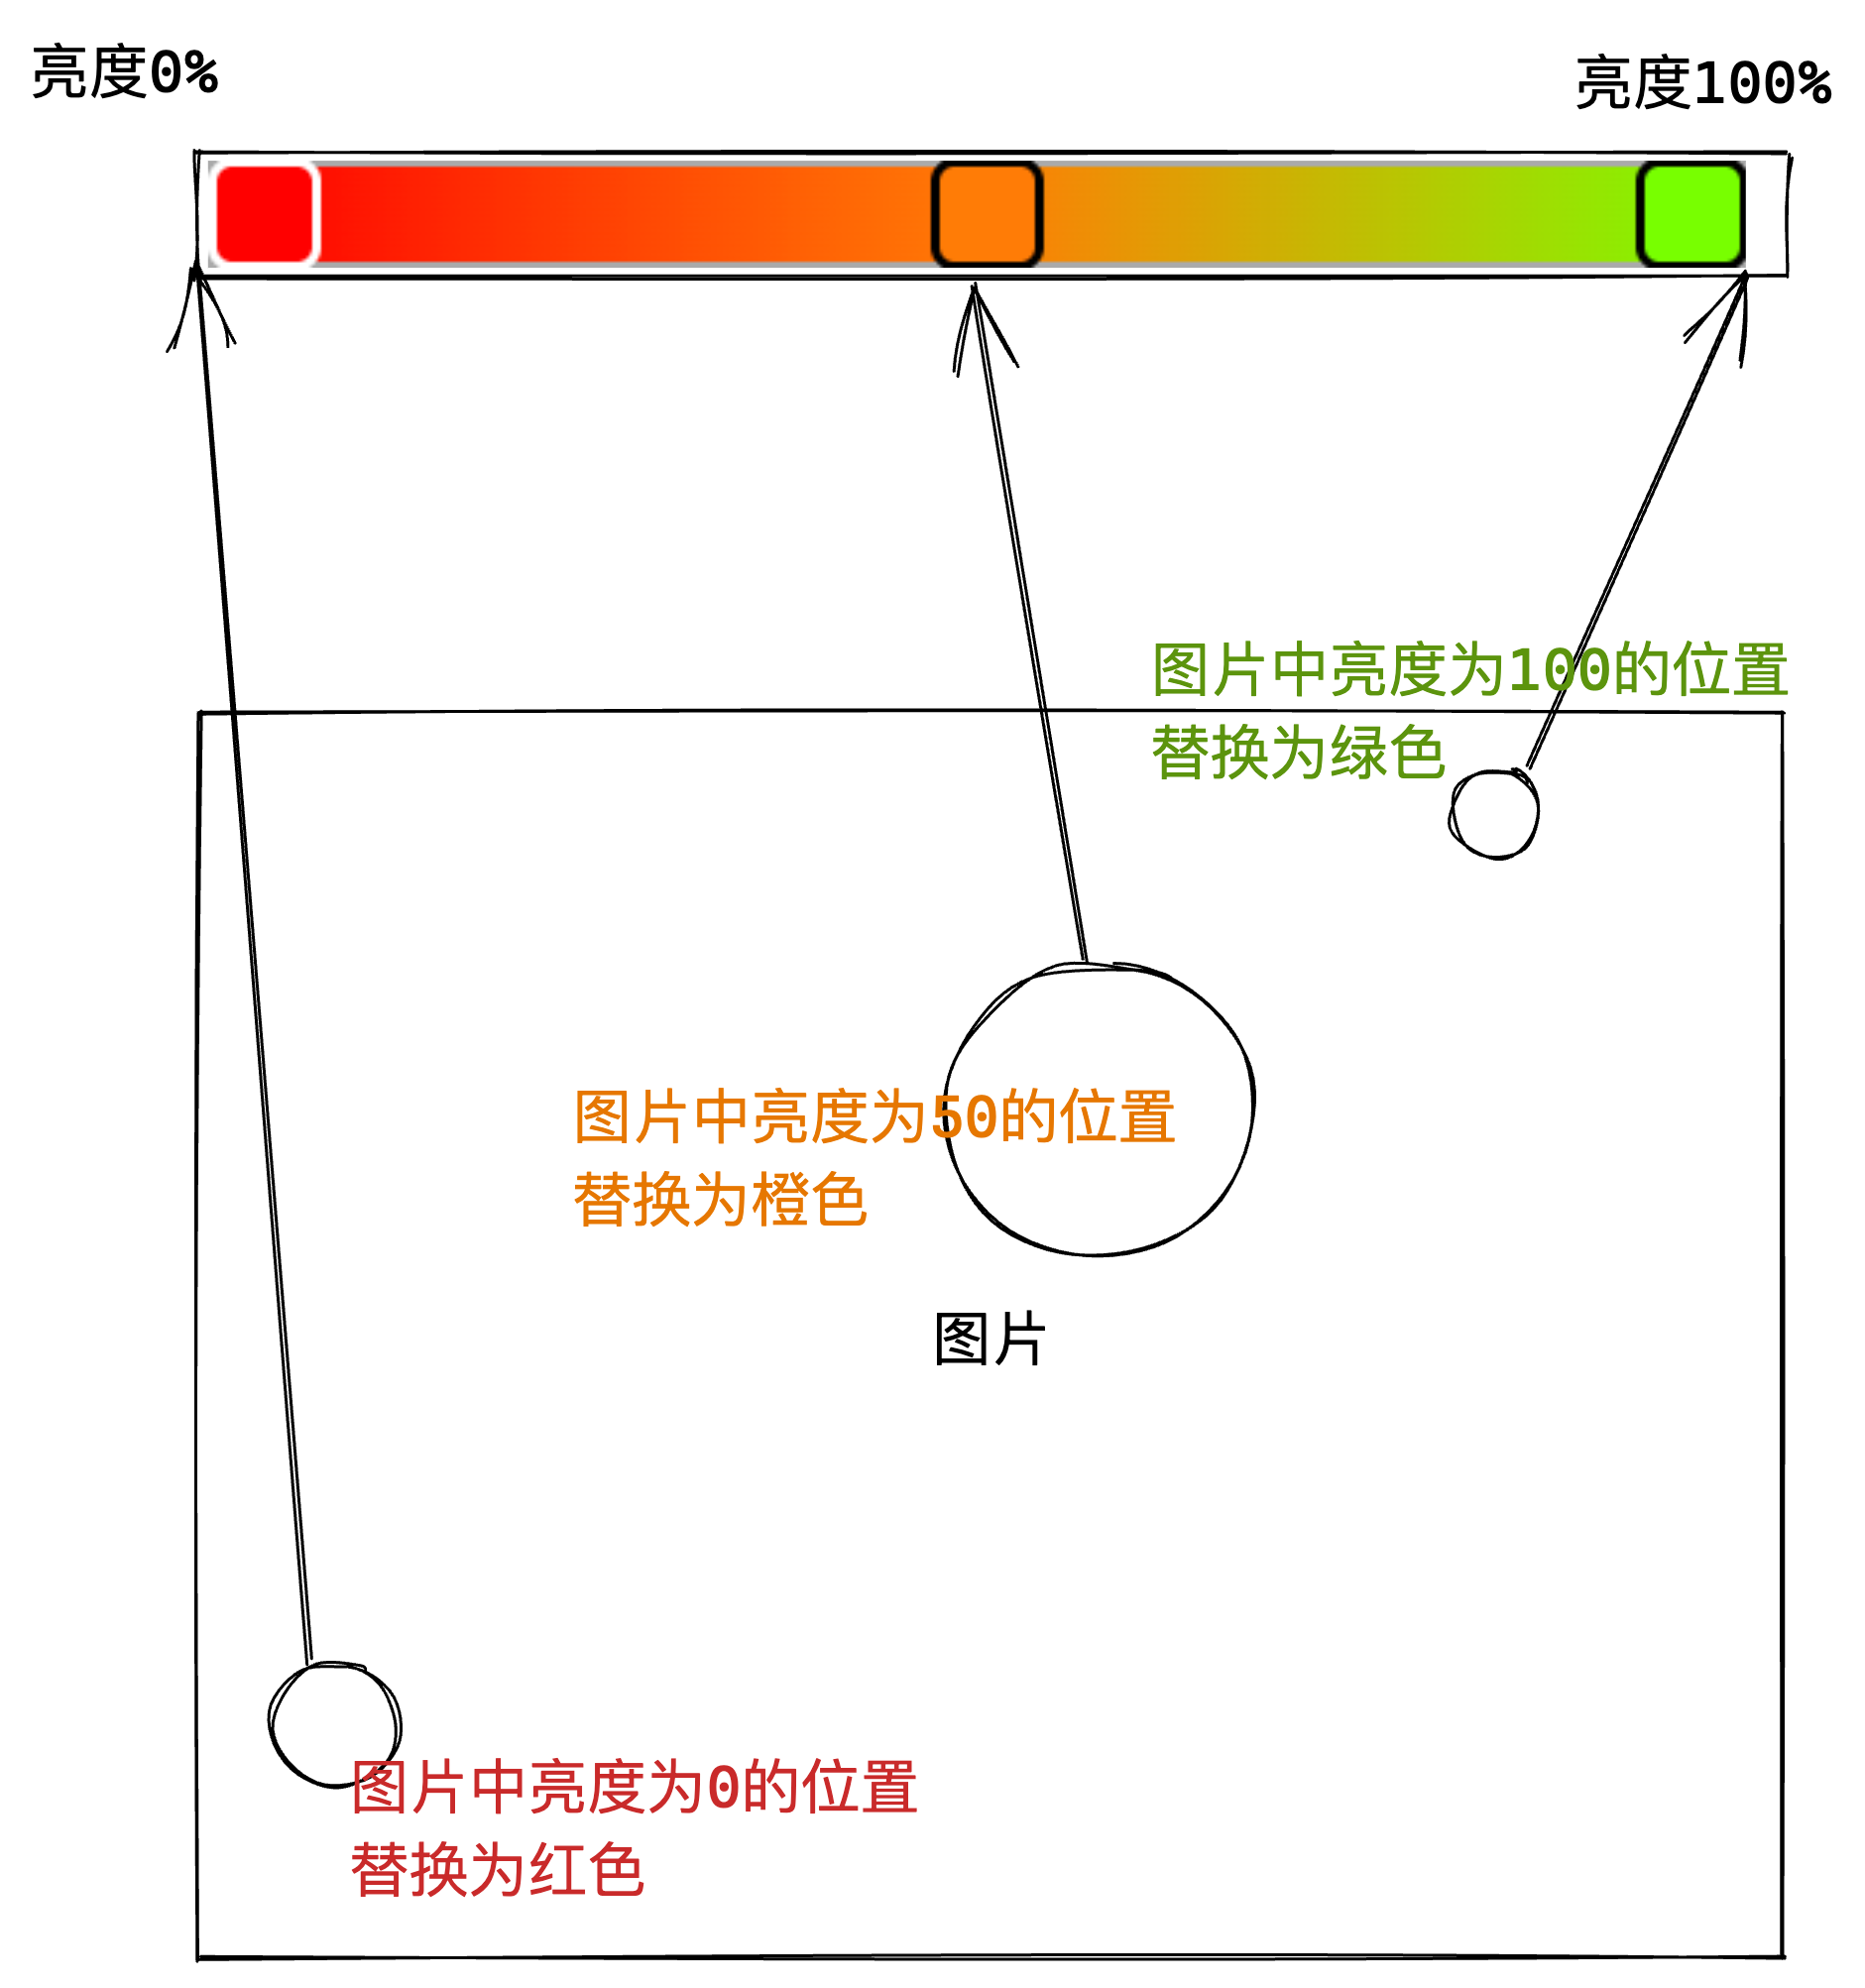 亮度0%
亮度100%
图片中亮度为100的位置
替换为绿色
图片中亮度为50的位置
替换为橙色
图片
图片中亮度为0的位置
替换为红色